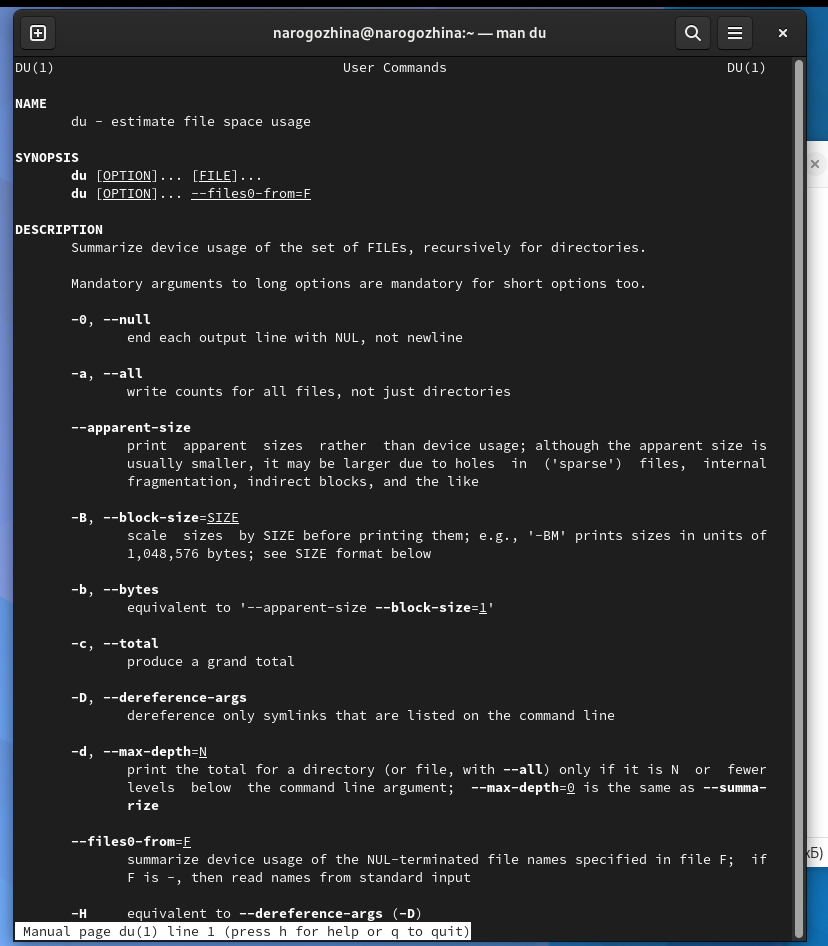 narogozhina@narogozhina:~ — man du
DU(1) User Commands DU(1)
NAME
du - estimate file space usage
SYNOPSIS
du [OPTION]... [FILE]...
du [OPTION]... --files0-from=F
DESCRIPTION
Summarize device usage of the set of FILEs, recursively for directories.
Mandatory arguments to long options are mandatory for short options too.
-0, --null
end each output line with NUL, not newline
-a, --all
write counts for all files, not just directories
--apparent-size
print apparent sizes rather than device usage; although the apparent size is
usually smaller, it may be larger due to holes in ('sparse') files, internal
fragmentation, indirect blocks, and the like
-B, --block-size=SIZE
scale sizes by SIZE before printing them; e.g., '-BM' prints sizes in units of
1,048,576 bytes; see SIZE format below
-b, --bytes
equivalent to '--apparent-size --block-size=1'
-c, --total
produce a grand total
-D, --dereference-args
dereference only symlinks that are listed on the command line
-d, --max-depth=N
print the total for a directory (or file, with --all) only if it is N or fewer
levels below the command line argument; --max-depth=0 is the same as --summa-
rize
--files0-from=F
summarize device usage of the NUL-terminated file names specified in file F; if
F is -, then read names from standard input
-H equivalent to --dereference-args (-D)
Manual page du(1) line 1 (press h for help or q to quit)